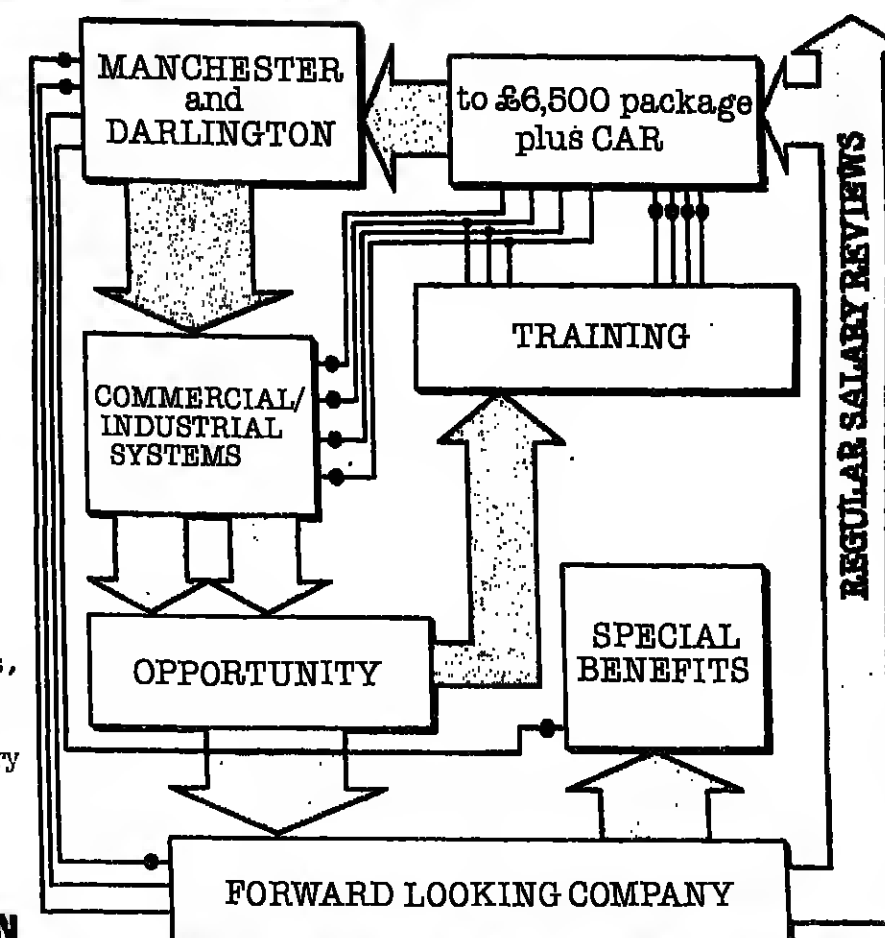 MANCHESTER
and
DARLINGTON
to £6,500 package
plus CAR
REGULAR SALARY REVIEWS
TRAINING
COMMERCIAL/
INDUSTRIAL
SYSTEMS
OPPORTUNITY
SPECIAL
BENEFITS
FORWARD LOOKING COMPANY